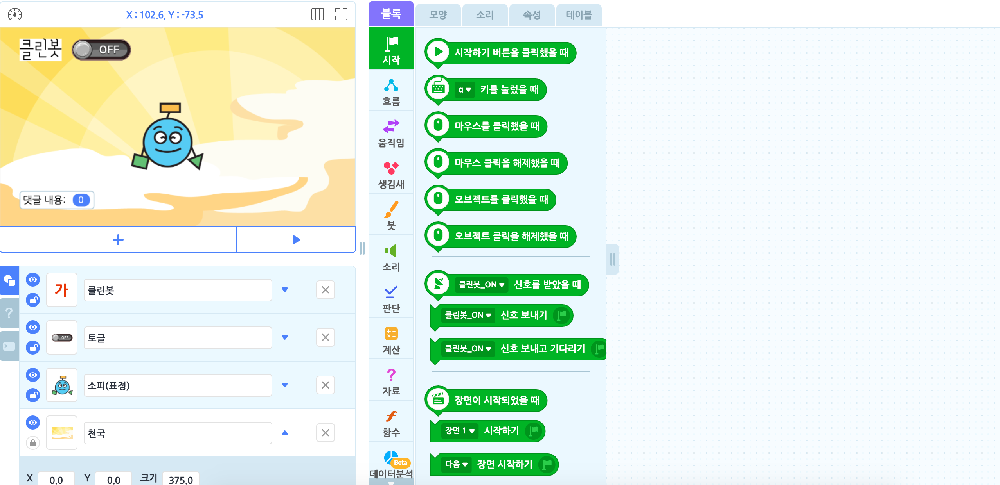 X : 102.6, Y : -73.5
클린봇
OFF
댓글 내용: 0
가
클린봇
OFF
토글
소피(표정)
천국
X 0.0 Y 0.0 크기 375.0
블록 모양 소리 속성 테이블
시작
흐름
움직임
생김새
붓
소리
판단
계산
자료
함수
Beta
데이터분석
시작하기 버튼을 클릭했을 때
q 키를 눌렀을 때
마우스를 클릭했을 때
마우스 클릭을 해제했을 때
오브젝트를 클릭했을 때
오브젝트 클릭을 해제했을 때
클린봇_ON 신호를 받았을 때
클린봇_ON 신호 보내기
클린봇_ON 신호 보내고 기다리기
장면이 시작되었을 때
장면 1 시작하기
다음 장면 시작하기